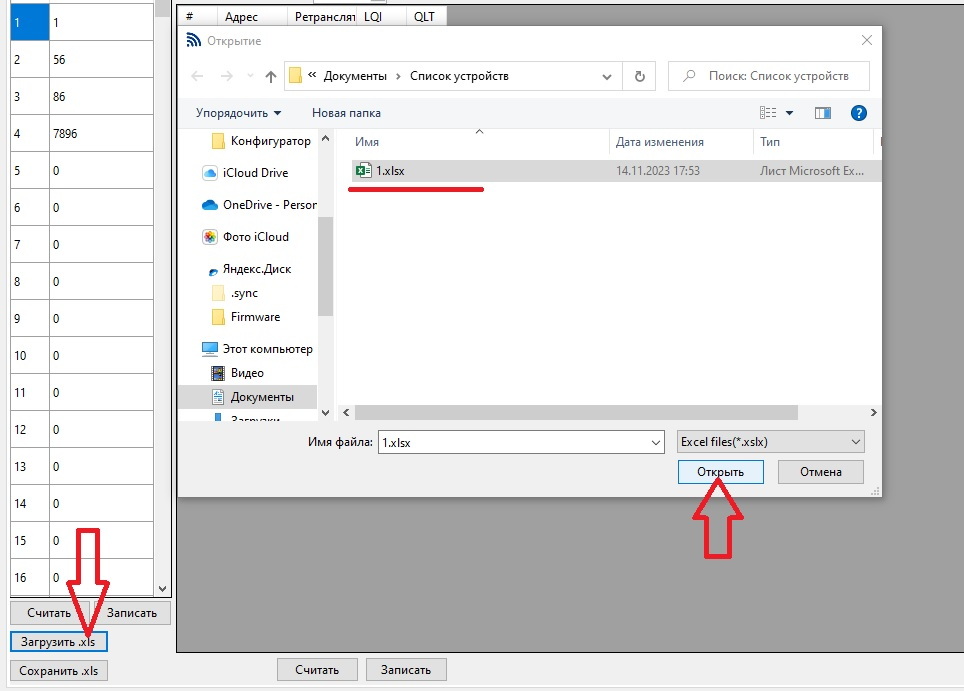 # Адрес Ретранслят LQI QLT
1 1
2 56
3 86
4 7896
5 0
6 0
7 0
8 0
9 0
10 0
11 0
12 0
13 0
14 0
15 0
16 0
Считать Записать
Загрузить .xls
Сохранить .xls
Открытие
« Документы › Список устройств
Поиск: Список устройств
Упорядочить Новая папка
?
Конфигуратор
iCloud Drive
OneDrive - Person
Фото iCloud
Яндекс.Диск
.sync
Firmware
Этот компьютер
Видео
Документы
Загрузки
Имя Дата изменения Тип
1.xlsx 14.11.2023 17:53 Лист Microsoft Ex...
Имя файла: 1.xlsx Excel files(*.xslx)
Открыть Отмена
Считать Записать